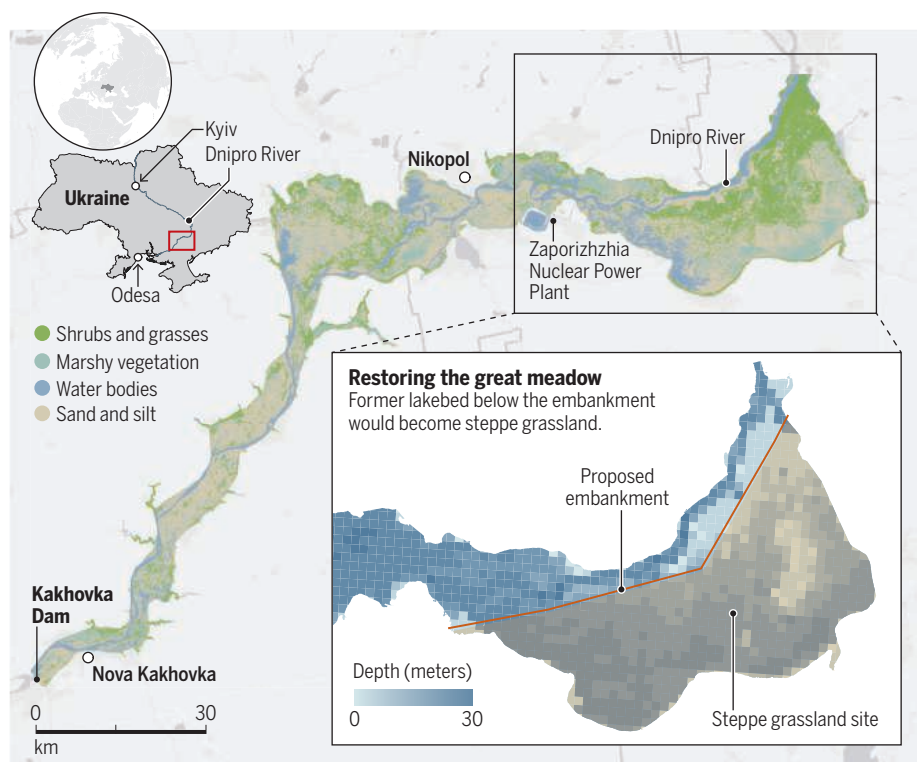 Kyiv
Dnipro River
Ukraine
Odesa
Nikopol
Dnipro River
Zaporizhzhia
Nuclear Power
Plant
Shrubs and grasses
Marshy vegetation
Water bodies
Sand and silt
Restoring the great meadow
Former lakebed below the embankment
would become steppe grassland.
Proposed
embankment
Kakhovka
Dam
Nova Kakhovka
0 30
km
Depth (meters)
0 30
Steppe grassland site